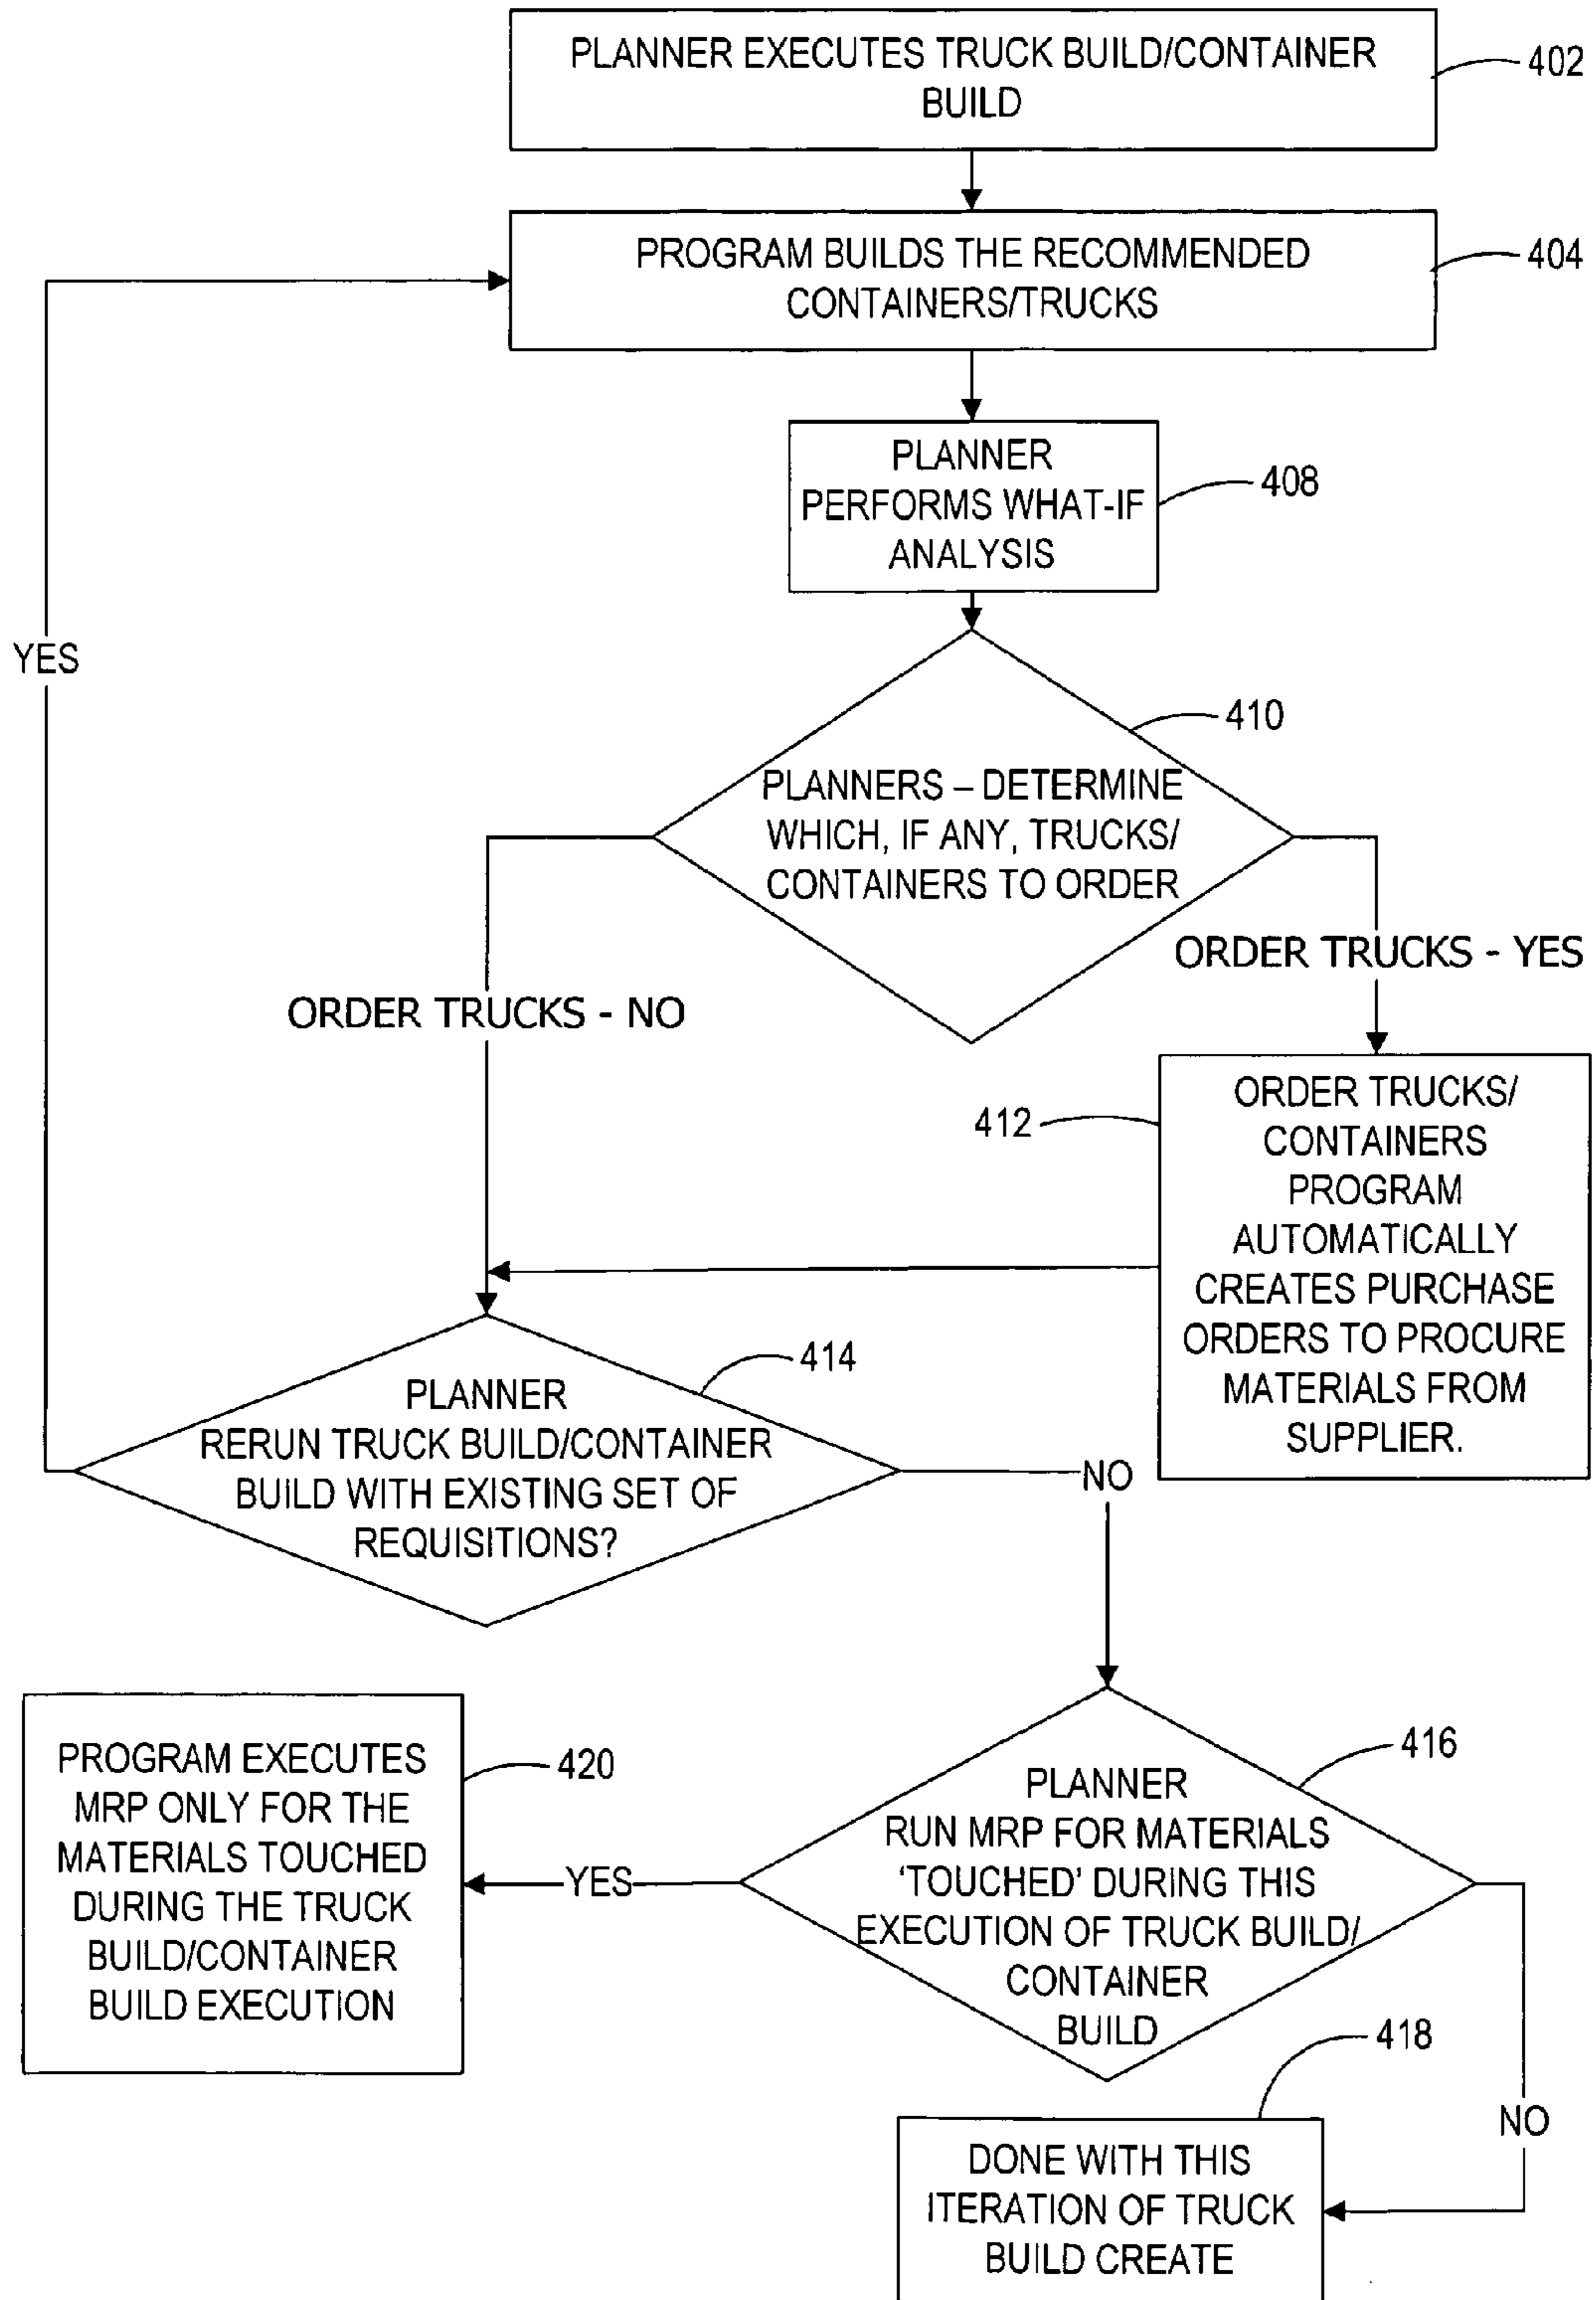 PLANNER EXECUTES TRUCK BUILD/CONTAINER
BUILD
402
PROGRAM BUILDS THE RECOMMENDED
CONTAINERS/TRUCKS
404
PLANNER
PERFORMS WHAT-IF
ANALYSIS
408
YES
410
PLANNERS – DETERMINE
WHICH, IF ANY, TRUCKS/
CONTAINERS TO ORDER
ORDER TRUCKS - YES
ORDER TRUCKS - NO
412
ORDER TRUCKS/
CONTAINERS
PROGRAM
AUTOMATICALLY
CREATES PURCHASE
ORDERS TO PROCURE
MATERIALS FROM
SUPPLIER.
414
PLANNER
RERUN TRUCK BUILD/CONTAINER
BUILD WITH EXISTING SET OF
REQUISITIONS?
NO
416
PLANNER
RUN MRP FOR MATERIALS
‘TOUCHED’ DURING THIS
EXECUTION OF TRUCK BUILD/
CONTAINER
BUILD
YES
420
PROGRAM EXECUTES
MRP ONLY FOR THE
MATERIALS TOUCHED
DURING THE TRUCK
BUILD/CONTAINER
BUILD EXECUTION
418
NO
DONE WITH THIS
ITERATION OF TRUCK
BUILD CREATE